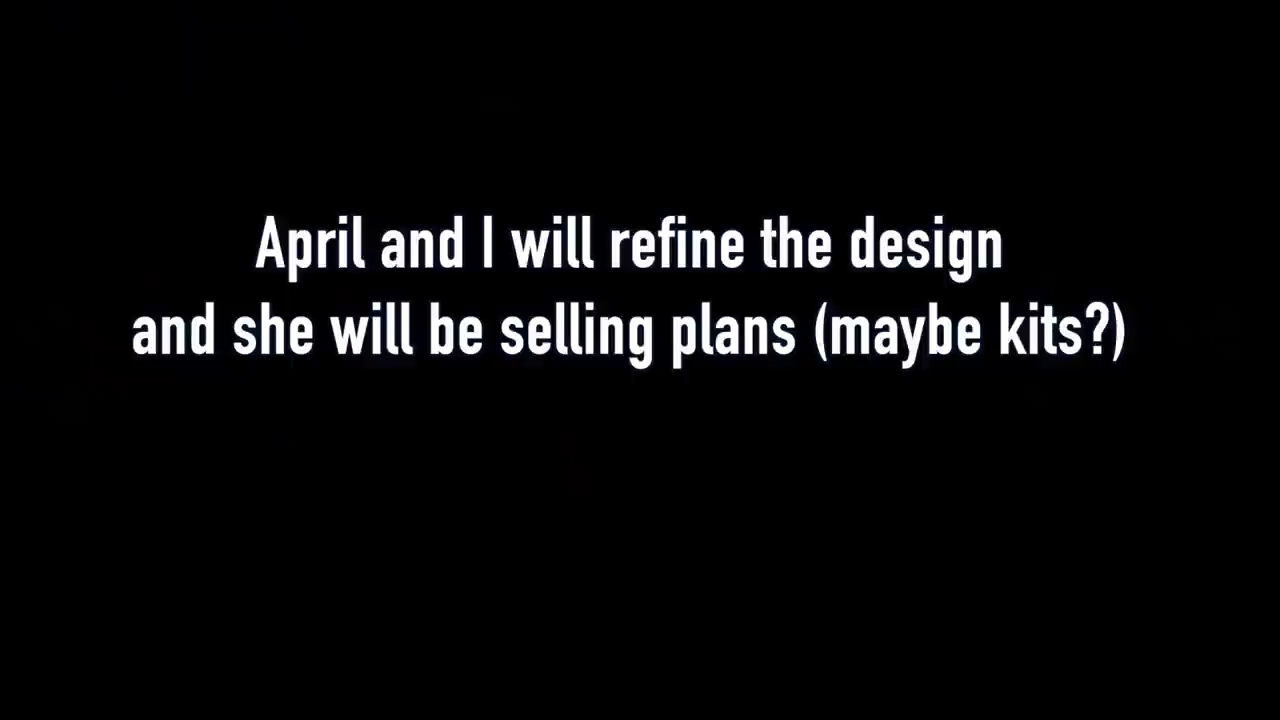 April and I will refine the design
and she will be selling plans (maybe kits?)